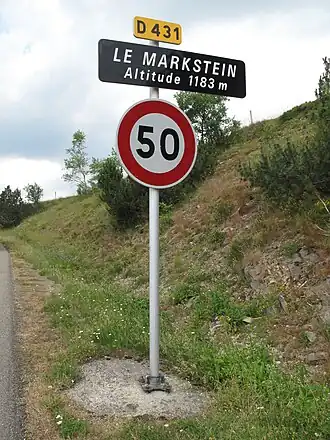 D 431
LE MARKSTEIN
Altitude 1183 m
50